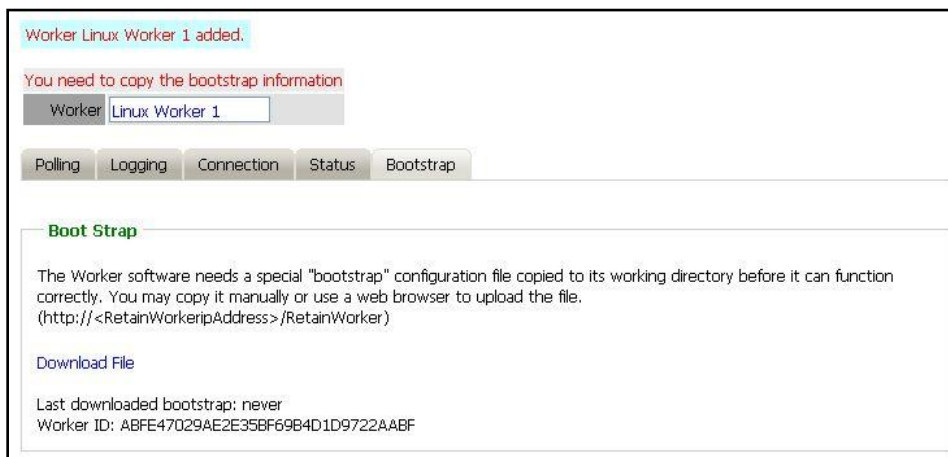 Worker Linux Worker 1 added.
You need to copy the bootstrap information
Worker Linux Worker 1
Polling Logging Connection Status Bootstrap
Boot Strap
The Worker software needs a special "bootstrap" configuration file copied to its working directory before it can function
correctly. You may copy it manually or use a web browser to upload the file.
(http://<RetainWorkeripAddress>/RetainWorker)
Download File
Last downloaded bootstrap: never
Worker ID: ABFE47029AE2E35BF69B4D1D9722AABF